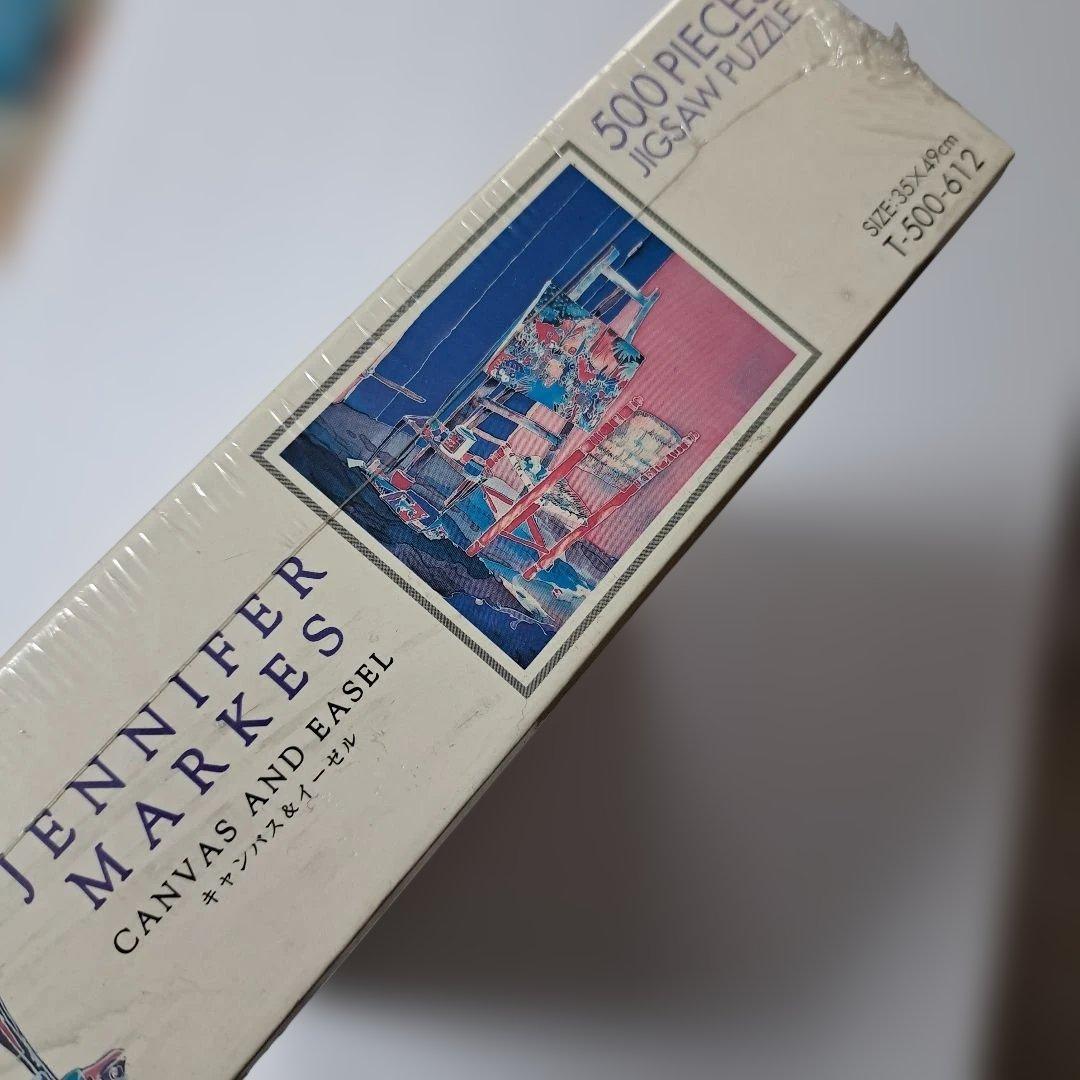 500 PIECES
JIGSAW PUZZLE
SIZE:35×49cm
T-500-612
JENNIFER
MARKES
CANVAS AND EASEL
キャンバス&イーゼル